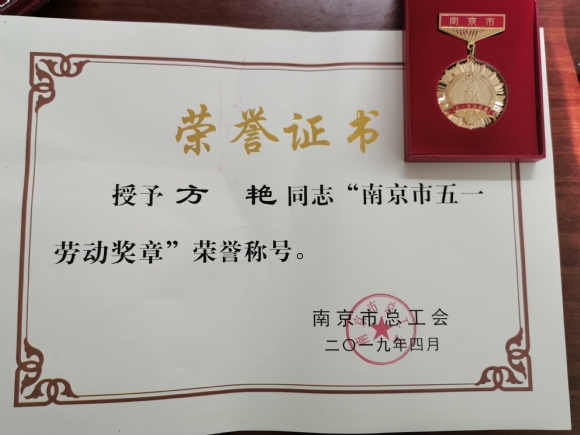 南京市
荣誉证书
授予 方 艳 同志“南京市五一
劳动奖章”荣誉称号。
南京市总工会
二〇一九年四月